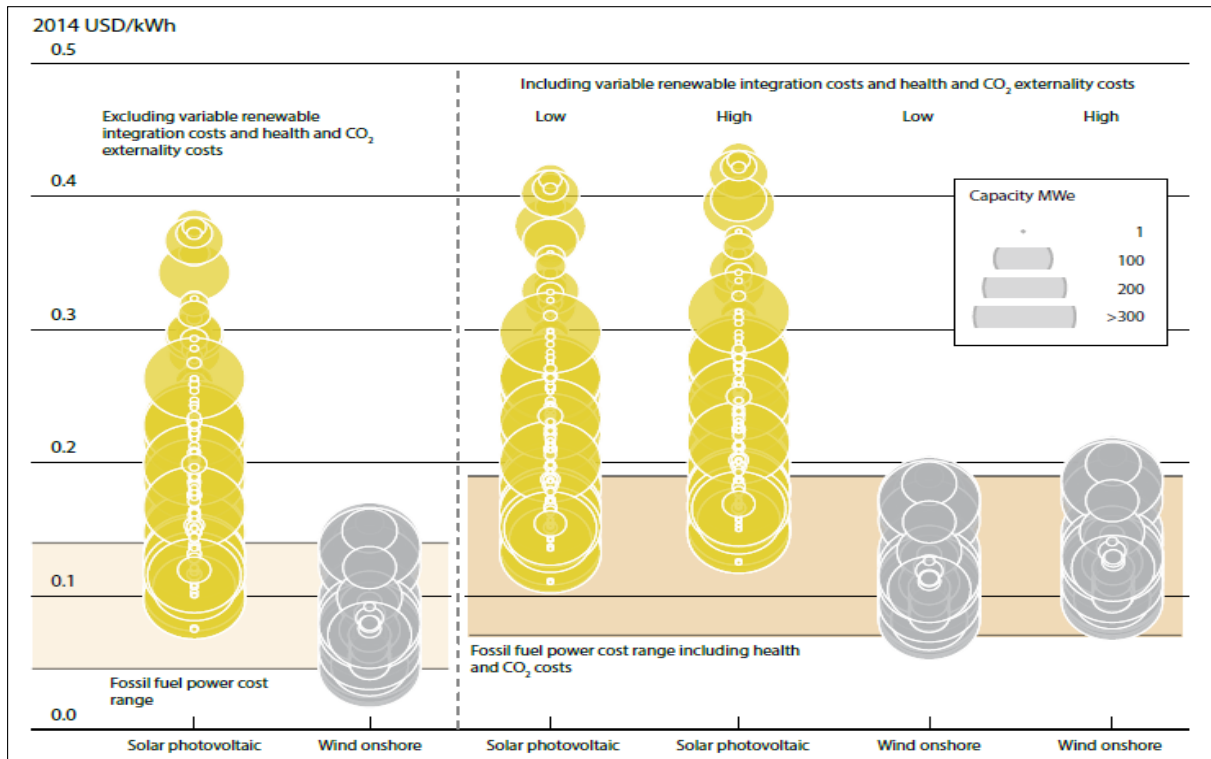 2014 USD/kWh
0.5
0.4
0.3
0.2
0.1
0.0
Excluding variable renewable
integration costs and health and CO₂
externality costs
Including variable renewable integration costs and health and CO₂ externality costs
Low
High
Low
High
Capacity MWe
1
100
200
>300
Fossil fuel power cost
range
Fossil fuel power cost range including health
and CO₂ costs
Solar photovoltaic
Wind onshore
Solar photovoltaic
Solar photovoltaic
Wind onshore
Wind onshore